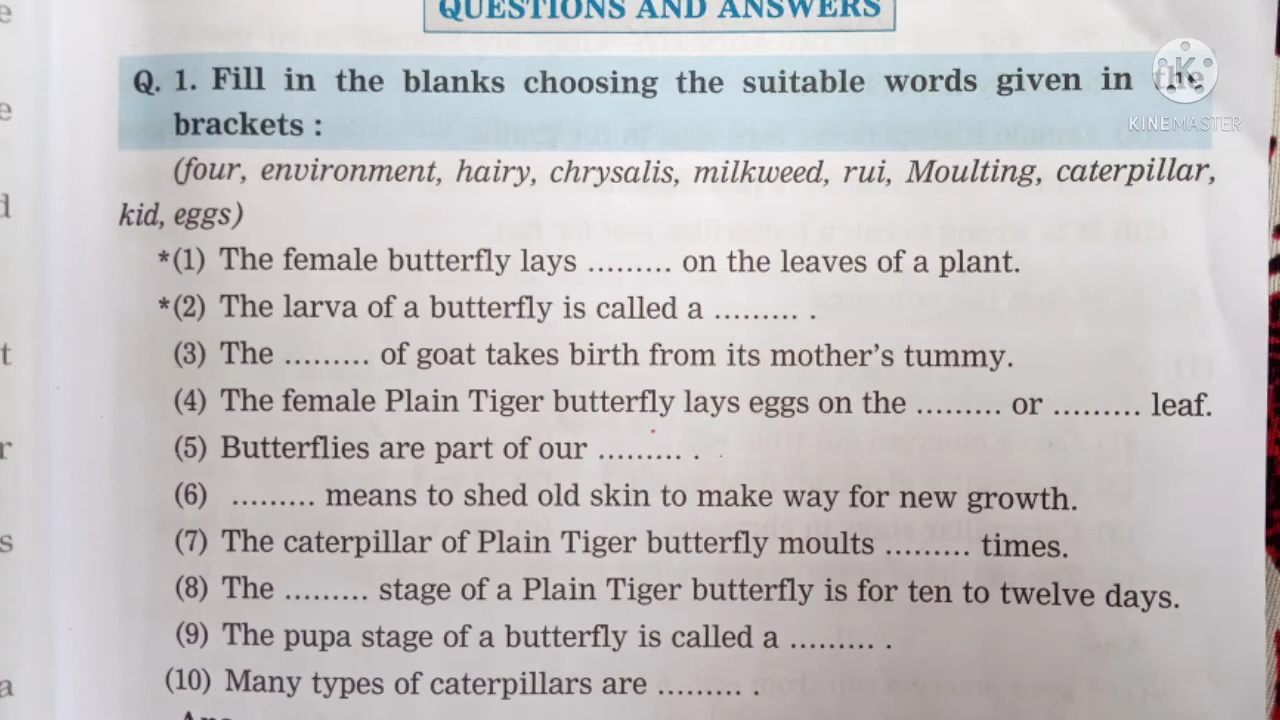 QUESTIONS AND ANSWERS
Q. 1. Fill in the blanks choosing the suitable words given in the
brackets :
KINEMASTER
(four, environment, hairy, chrysalis, milkweed, rui, Moulting, caterpillar,
kid, eggs)
*(1) The female butterfly lays ......... on the leaves of a plant.
*(2) The larva of a butterfly is called a ......... .
(3) The ......... of goat takes birth from its mother's tummy.
(4) The female Plain Tiger butterfly lays eggs on the ......... or ......... leaf.
(5) Butterflies are part of our ......... .
(6) ......... means to shed old skin to make way for new growth.
(7) The caterpillar of Plain Tiger butterfly moults ......... times.
(8) The ......... stage of a Plain Tiger butterfly is for ten to twelve days.
(9) The pupa stage of a butterfly is called a ......... .
(10) Many types of caterpillars are ......... .